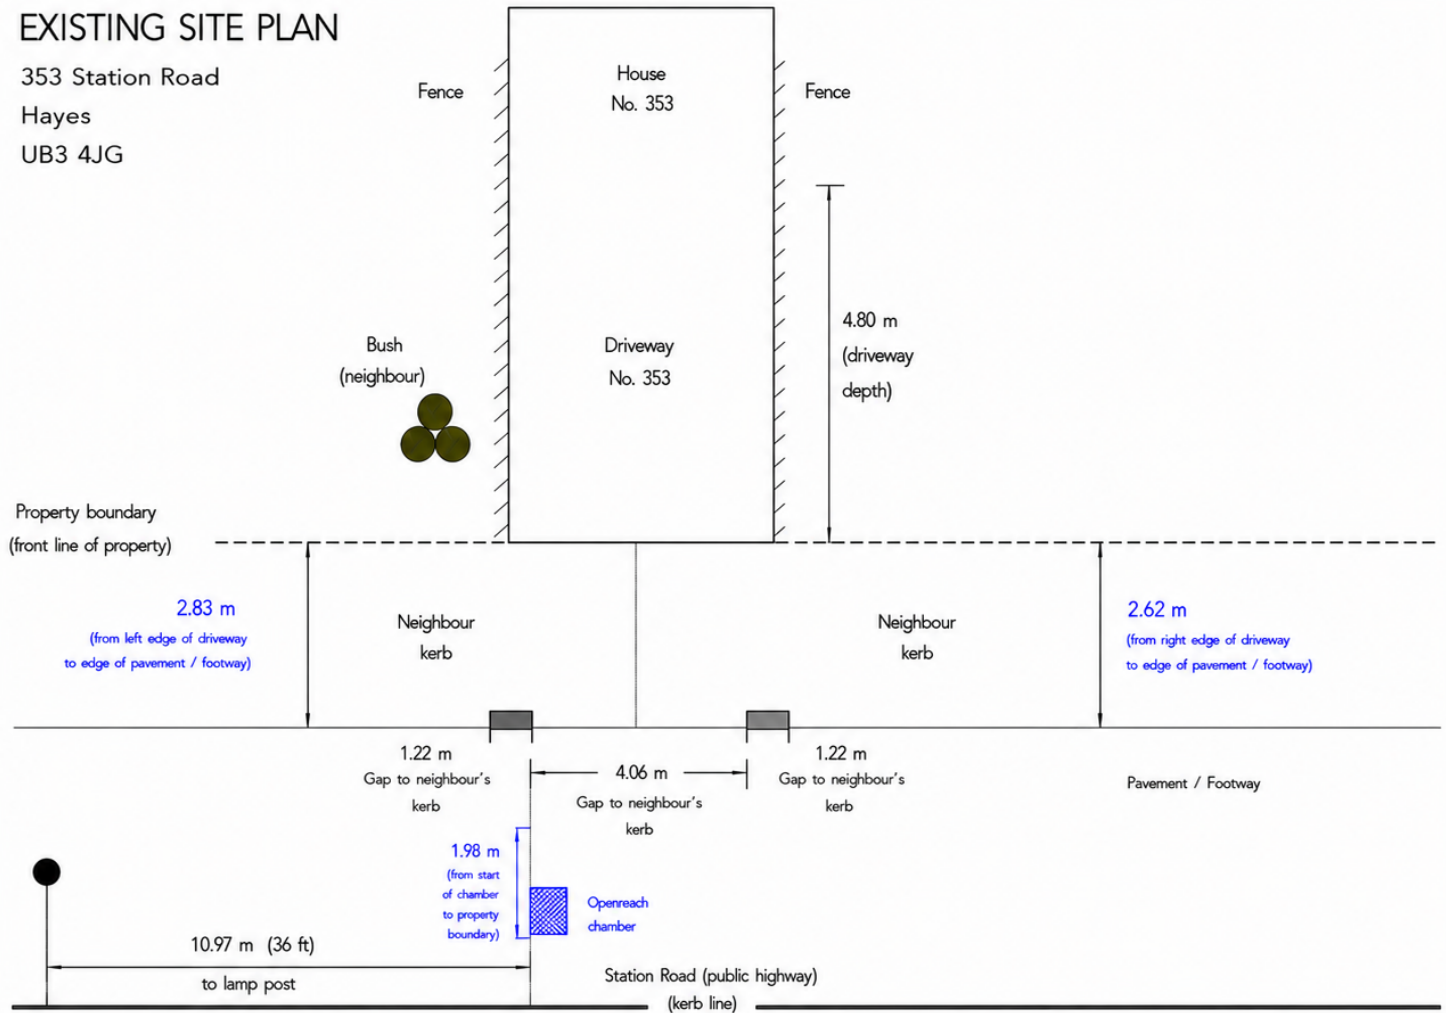 EXISTING SITE PLAN
353 Station Road
Hayes
UB3 4JG
Fence
House
No. 353
Fence
4.80 m
(driveway
depth)
Bush
(neighbour)
Driveway
No. 353
Property boundary
(front line of property)
2.83 m
(from left edge of driveway
to edge of pavement / footway)
Neighbour
kerb
Neighbour
kerb
2.62 m
(from right edge of driveway
to edge of pavement / footway)
1.22 m
Gap to neighbour's
kerb
4.06 m
Gap to neighbour's
kerb
1.22 m
Gap to neighbour's
kerb
Pavement / Footway
1.98 m
(from start
of chamber
to property
boundary)
Openreach
chamber
10.97 m (36 ft)
to lamp post
Station Road (public highway)
(kerb line)